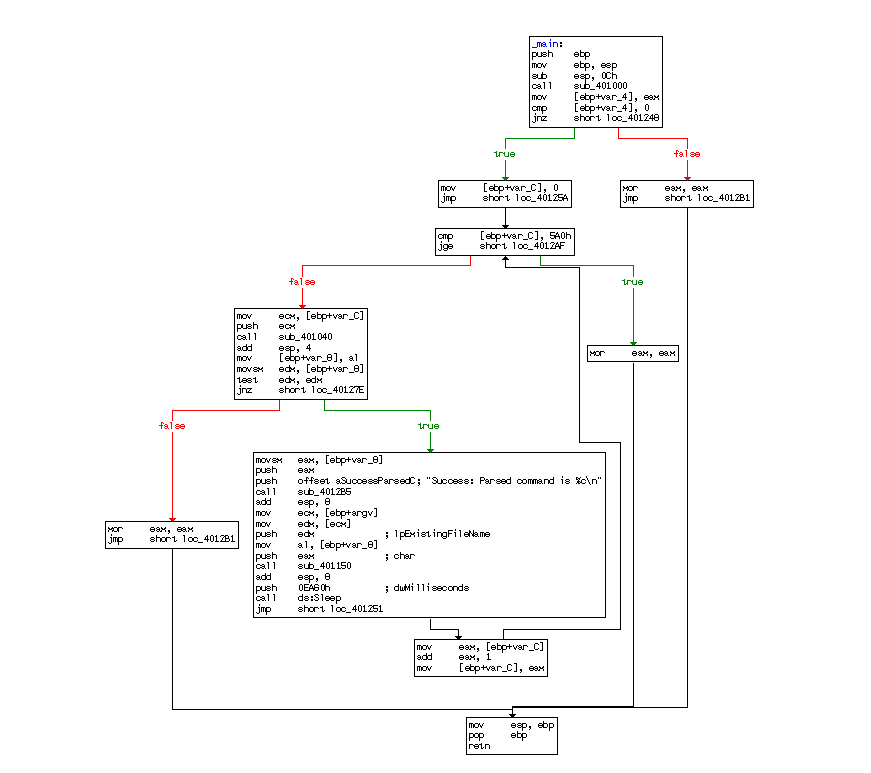 _main:
push ebp
mov ebp, esp
sub esp, 0Ch
call sub_401000
mov [ebp+var_4], eax
cmp [ebp+var_4], 0
jnz short loc_401248
true
false
mov [ebp+var_C], 0
jmp short loc_40125A
xor eax, eax
jmp short loc_4012B1
cmp [ebp+var_C], 5A0h
jge short loc_4012AF
false
true
mov ecx, [ebp+var_C]
push ecx
call sub_401040
add esp, 4
mov [ebp+var_8], al
movsx edx, [ebp+var_8]
test edx, edx
jnz short loc_40127E
xor eax, eax
false
true
movsx eax, [ebp+var_8]
push eax
push offset aSuccessParsedC; "Success: Parsed command is %c\n"
call sub_4012B5
add esp, 8
mov ecx, [ebp+argv]
mov edx, [ecx]
push edx ; lpExistingFileName
mov al, [ebp+var_8]
push eax ; char
call sub_401150
add esp, 8
push 0EA60h ; dwMilliseconds
call ds:Sleep
jmp short loc_401251
xor eax, eax
jmp short loc_4012B1
mov eax, [ebp+var_C]
add eax, 1
mov [ebp+var_C], eax
mov esp, ebp
pop ebp
retn